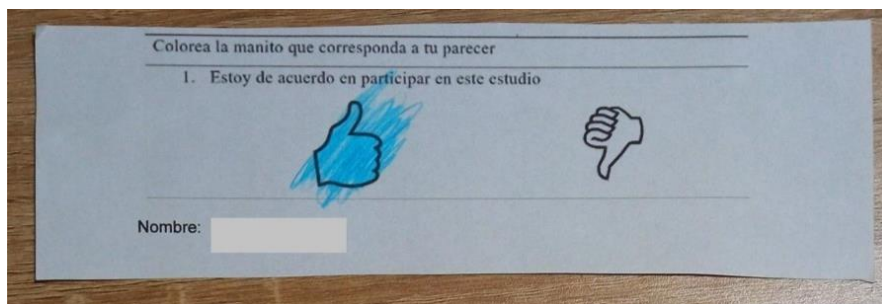 Colorea la manito que corresponda a tu parecer
1. Estoy de acuerdo en participar en este estudio
Nombre: